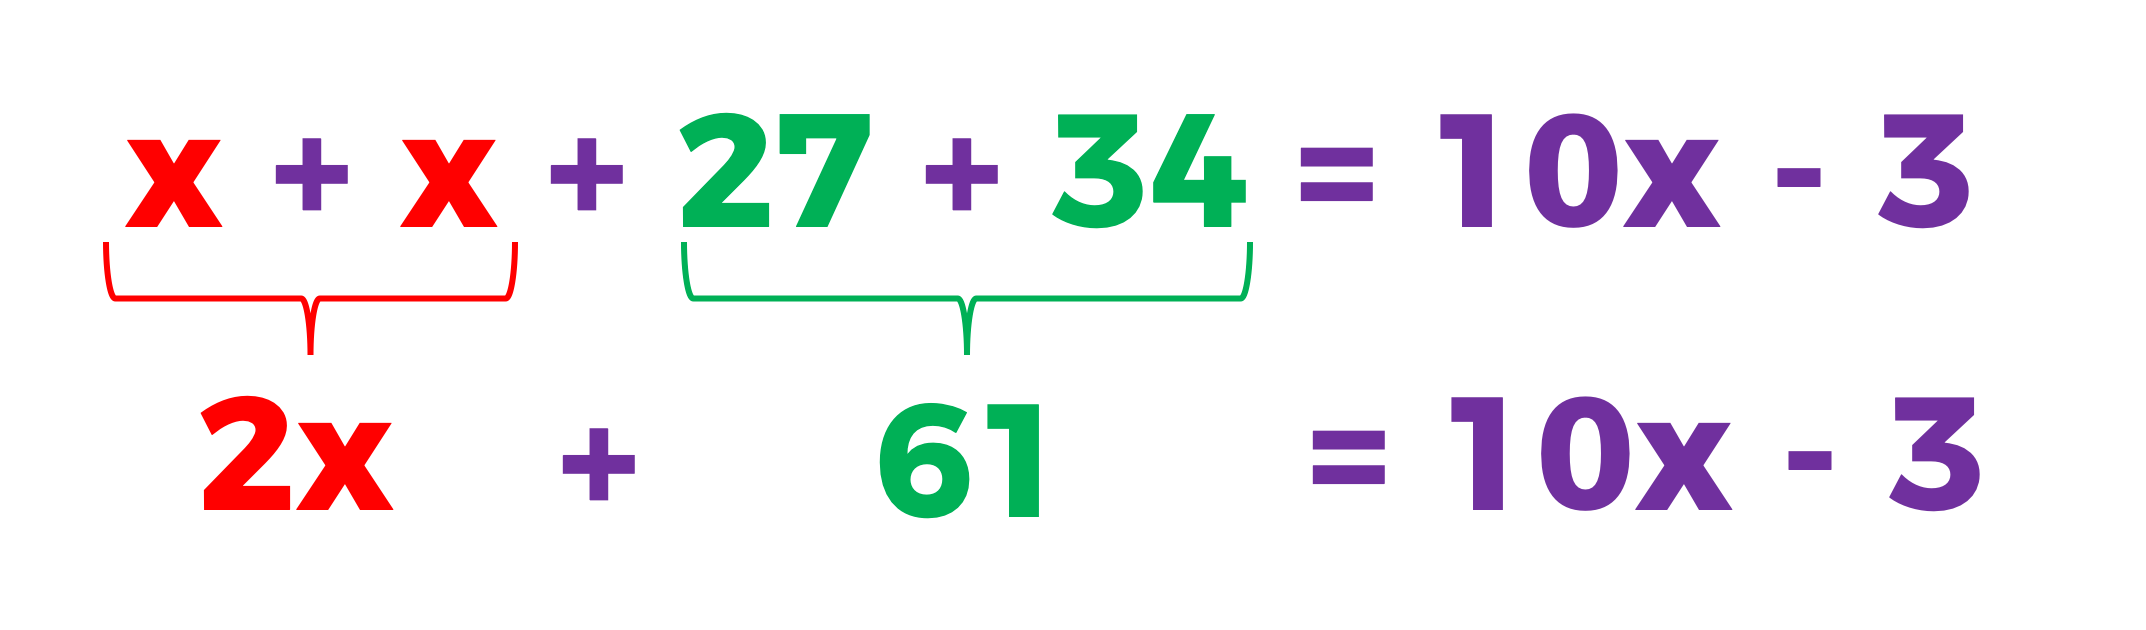 x + x + 27 + 34 = 10x - 3
2x + 61 = 10x - 3